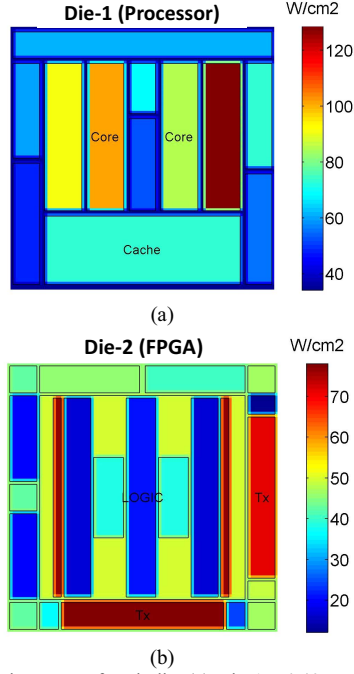 Die-1 (Processor)
W/cm2
120
100
80
60
40
Core
Core
Cache
(a)
Die-2 (FPGA)
W/cm2
70
60
50
40
30
20
LOGIC
Tx
Tx
(b)